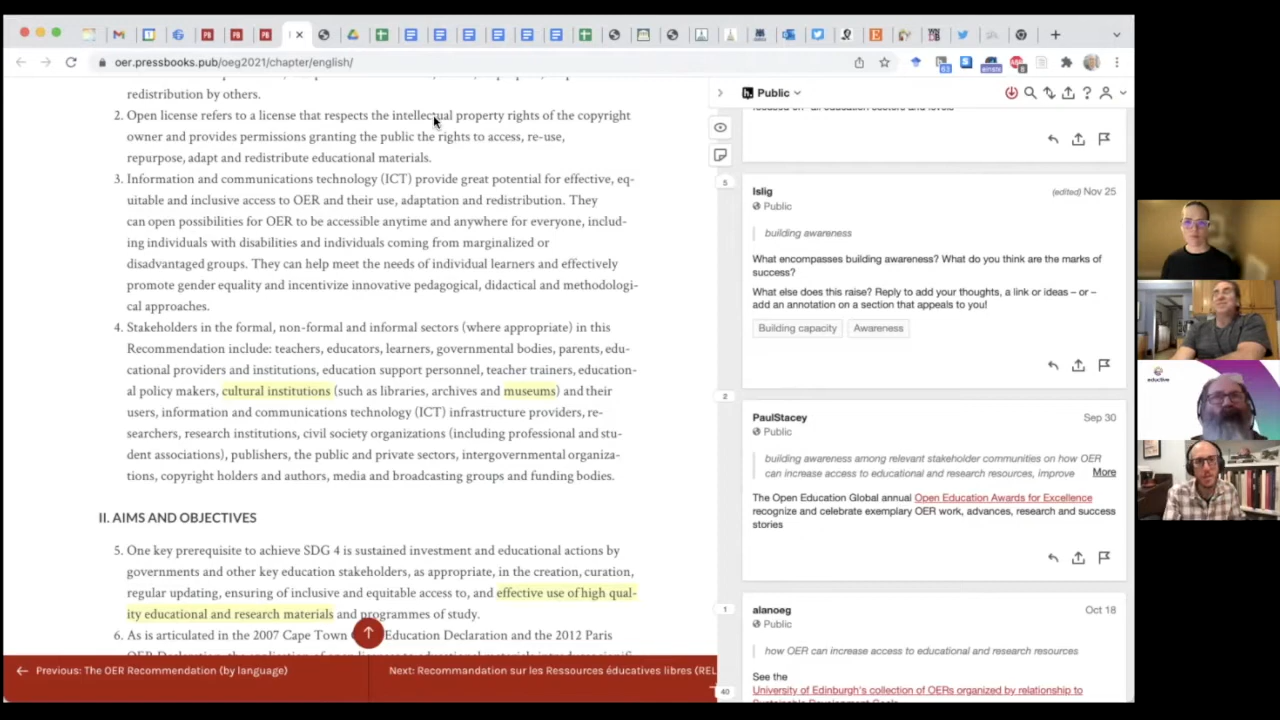 oer.pressbooks.pub/oeg2021/chapter/english/
redistribution by others.
2. Open license refers to a license that respects the intellectual property rights of the copyright
owner and provides permissions granting the public the rights to access, re-use,
repurpose, adapt and redistribute educational materials.
3. Information and communications technology (ICT) provide great potential for effective, eq-
uitable and inclusive access to OER and their use, adaptation and redistribution. They
can open possibilities for OER to be accessible anytime and anywhere for everyone, includ-
ing individuals with disabilities and individuals coming from marginalized or
disadvantaged groups. They can help meet the needs of individual learners and effectively
promote gender equality and incentivize innovative pedagogical, didactical and methodologi-
cal approaches.
4. Stakeholders in the formal, non-formal and informal sectors (where appropriate) in this
Recommendation include: teachers, educators, learners, governmental bodies, parents, edu-
cational providers and institutions, education support personnel, teacher trainers, education-
al policy makers, cultural institutions (such as libraries, archives and museums) and their
users, information and communications technology (ICT) infrastructure providers, re-
searchers, research institutions, civil society organizations (including professional and stu-
dent associations), publishers, the public and private sectors, intergovernmental organiza-
tions, copyright holders and authors, media and broadcasting groups and funding bodies.
II. AIMS AND OBJECTIVES
5. One key prerequisite to achieve SDG 4 is sustained investment and educational actions by
governments and other key education stakeholders, as appropriate, in the creation, curation,
regular updating, ensuring of inclusive and equitable access to, and effective use of high qual-
ity educational and research materials and programmes of study.
6. As is articulated in the 2007 Cape Town Education Declaration and the 2012 Paris
← Previous: The OER Recommendation (by language)
Next: Recommandation sur les Ressources éducatives libres (REL
Public
5
Islig
(edited) Nov 25
Public
building awareness
What encompasses building awareness? What do you think are the marks of
success?
What else does this raise? Reply to add your thoughts, a link or ideas – or –
add an annotation on a section that appeals to you!
Building capacity
Awareness
2
PaulStacey
Sep 30
Public
building awareness among relevant stakeholder communities on how OER
can increase access to educational and research resources, improve
More
The Open Education Global annual Open Education Awards for Excellence
recognize and celebrate exemplary OER work, advances, research and success
stories
1
alanoeg
Oct 18
Public
how OER can increase access to educational and research resources
See the
University of Edinburgh's collection of OERs organized by relationship to
40
eductive